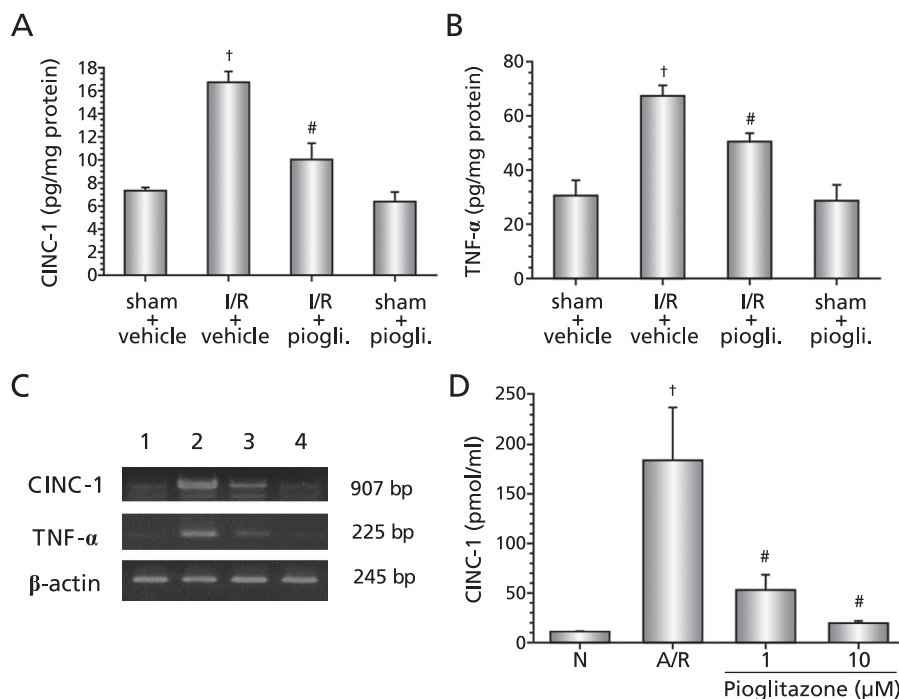 A
CINC-1 (pg/mg protein)
18
16
14
12
10
8
6
4
2
0
†
#
sham + vehicle
I/R + vehicle
I/R + piogli.
sham + piogli.
B
TNF-α (pg/mg protein)
80
60
40
20
0
†
#
sham + vehicle
I/R + vehicle
I/R + piogli.
sham + piogli.
C
1 2 3 4
CINC-1 907 bp
TNF-α 225 bp
β-actin 245 bp
D
CINC-1 (pmol/ml)
250
200
150
100
50
0
†
#
#
N A/R 1 10
Pioglitazone (μM)